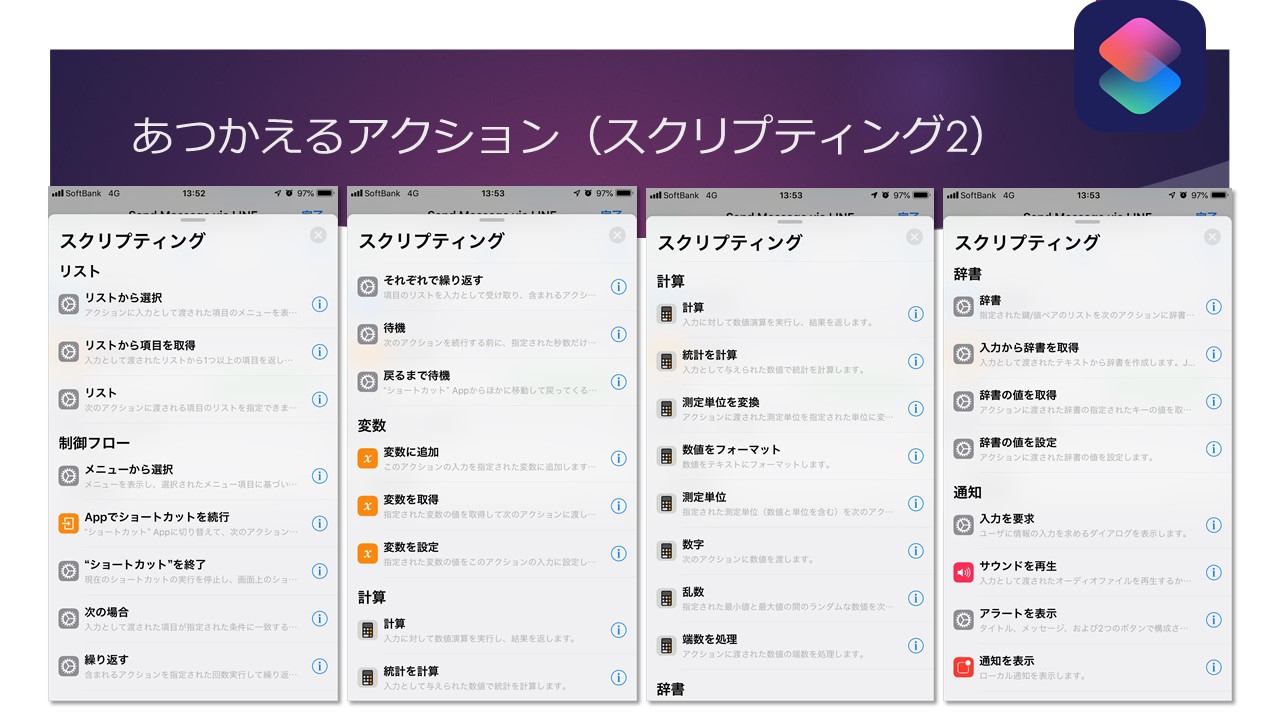 あつかえるアクション（スクリプティング2）
SoftBank 4G 13:52 97%
スクリプティング
リスト
リストから選択
アクションに入力として渡された項目のメニューを表…
リストから項目を取得
入力として渡されたリストから1つ以上の項目を返し…
リスト
次のアクションに渡される項目のリストを指定できま…
制御フロー
メニューから選択
メニューを表示し、選択されたメニュー項目に基づい…
Appでショートカットを続行
“ショートカット” Appに切り替えて、次のアクション…
“ショートカット”を終了
現在のショートカットの実行を停止し、画面上のショ…
次の場合
入力として渡された項目が指定された条件に一致する…
繰り返す
含まれるアクションを指定された回数実行して繰り返…
SoftBank 4G 13:53 97%
スクリプティング
それぞれで繰り返す
項目のリストを入力として受け取り、含まれるアクシ…
待機
次のアクションを続行する前に、指定された秒数だけ…
戻るまで待機
“ショートカット” Appからほかに移動して戻ってくる…
変数
変数に追加
このアクションの入力を指定された変数に追加します…
変数を取得
指定された変数の値を取得して次のアクションに渡し…
変数を設定
指定された変数の値をこのアクションの入力に設定し…
計算
計算
入力に対して数値演算を実行し、結果を返します。
統計を計算
入力として与えられた数値で統計を計算します。
SoftBank 4G 13:53 97%
スクリプティング
計算
計算
入力に対して数値演算を実行し、結果を返します。
統計を計算
入力として与えられた数値で統計を計算します。
測定単位を変換
アクションに渡された測定単位を指定された単位に変…
数値をフォーマット
数値をテキストにフォーマットします。
測定単位
指定された測定単位（数値と単位を含む）を次のアク…
数字
次のアクションに数値を渡します。
乱数
指定された最小値と最大値の間のランダムな数値を次…
端数を処理
アクションに渡された数値の端数を処理します。
辞書
SoftBank 4G 13:53 97%
スクリプティング
辞書
辞書
指定された鍵/値ペアのリストを次のアクションに辞書…
入力から辞書を取得
入力として渡されたテキストから辞書を作成します。J…
辞書の値を取得
アクションに渡された辞書の指定されたキーの値を取…
辞書の値を設定
アクションに渡された辞書の値を設定します。
通知
入力を要求
ユーザに情報の入力を求めるダイアログを表示します。
サウンドを再生
入力として渡されたオーディオファイルを再生するか…
アラートを表示
タイトル、メッセージ、および2つのボタンで構成さ…
通知を表示
ローカル通知を表示します。